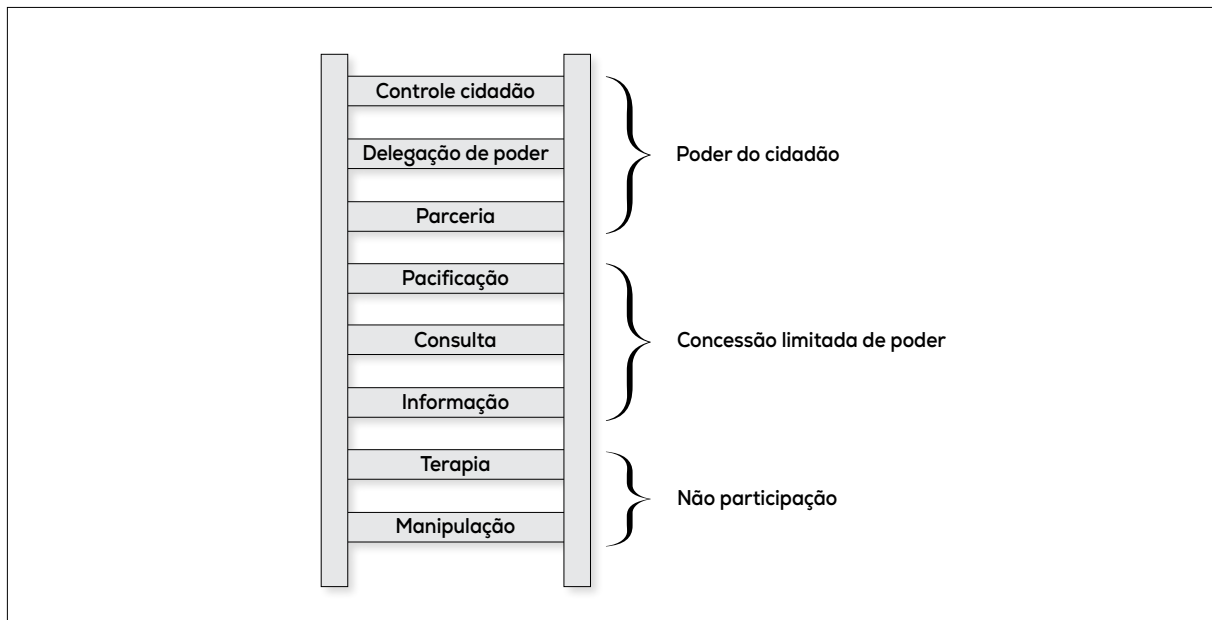 Controle cidadão
Delegação de poder
Poder do cidadão
Parceria
Pacificação
Consulta
Concessão limitada de poder
Informação
Terapia
Não participação
Manipulação